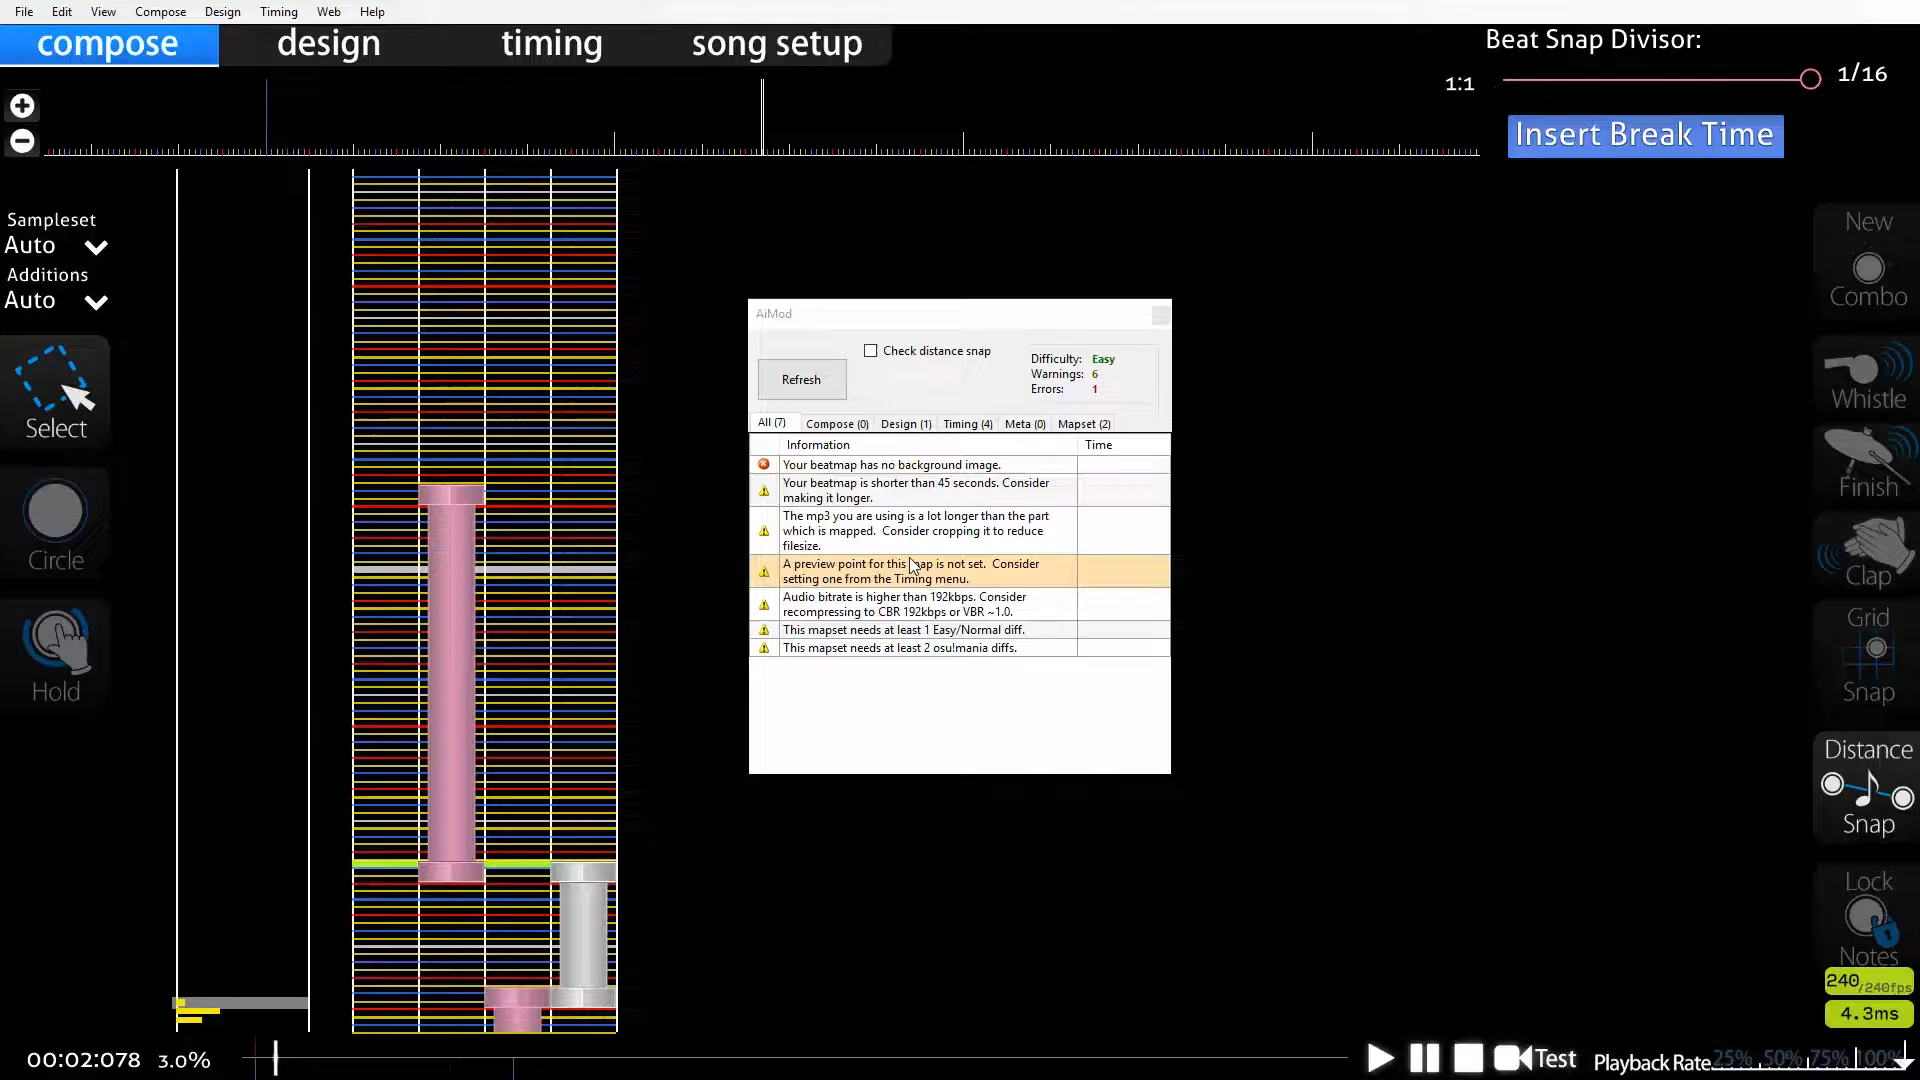 File Edit View Compose Design Timing Web Help
compose design timing song setup
Beat Snap Divisor:
1:1
1/16
Insert Break Time
Sampleset
Auto
Additions
Auto
Select
Circle
Hold
AiMod
Check distance snap
Refresh
Difficulty: Easy
Warnings: 6
Errors: 1
All (7) Compose (0) Design (1) Timing (4) Meta (0) Mapset (2)
Information Time
Your beatmap has no background image.
Your beatmap is shorter than 45 seconds. Consider
making it longer.
The mp3 you are using is a lot longer than the part
which is mapped. Consider cropping it to reduce
filesize.
A preview point for this map is not set. Consider
setting one from the Timing menu.
Audio bitrate is higher than 192kbps. Consider
recompressing to CBR 192kbps or VBR ~1.0.
This mapset needs at least 1 Easy/Normal diff.
This mapset needs at least 2 osu!mania diffs.
New
Combo
Whistle
Finish
Clap
Grid
Snap
Distance
Snap
Lock
Notes
240/240fps
4.3ms
00:02:078 3.0%
Test
Playback Rate 25% 50% 75% 100%